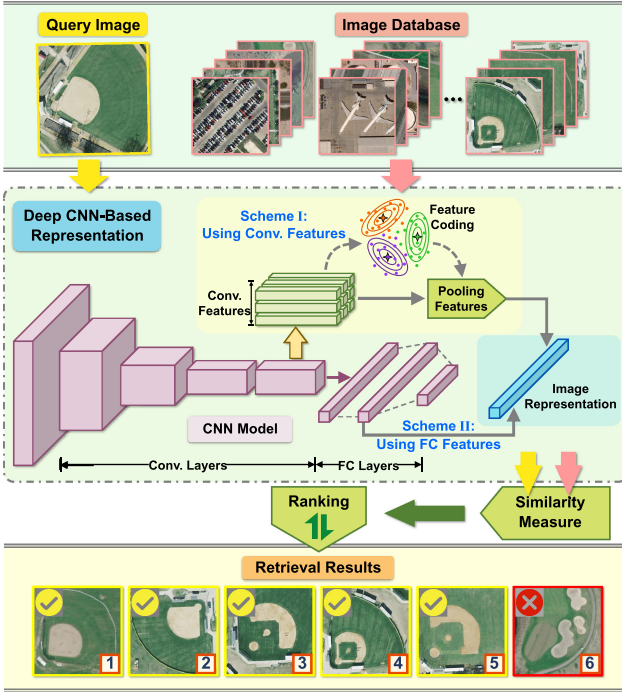 Query Image
Image Database
Deep CNN-Based
Representation
Scheme I:
Using Conv. Features
Feature
Coding
Conv.
Features
Pooling
Features
Image
Representation
CNN Model
Scheme II:
Using FC Features
Conv. Layers
FC Layers
Ranking
Similarity
Measure
Retrieval Results
1
2
3
4
5
6